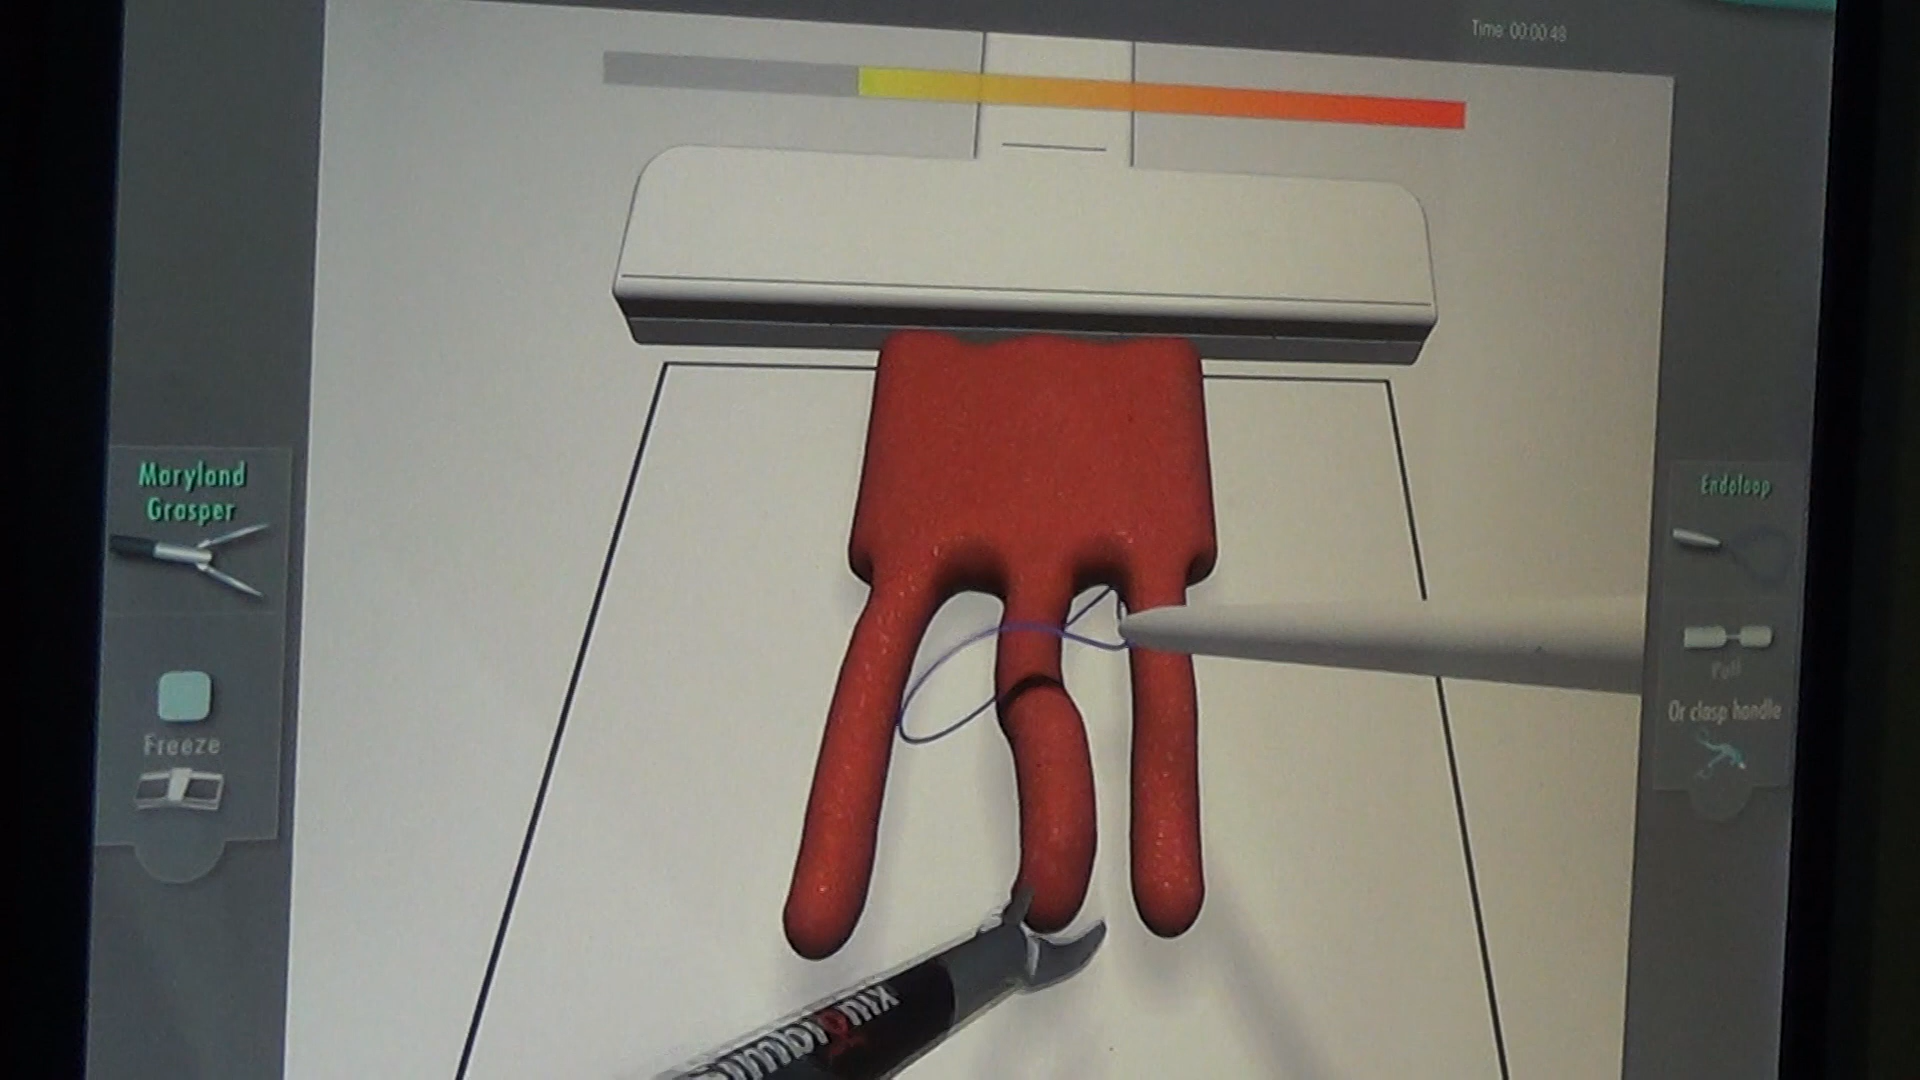 Time: 00:00:48
Maryland
Grasper
Freeze
Endoloop
Pull
Or clasp handle